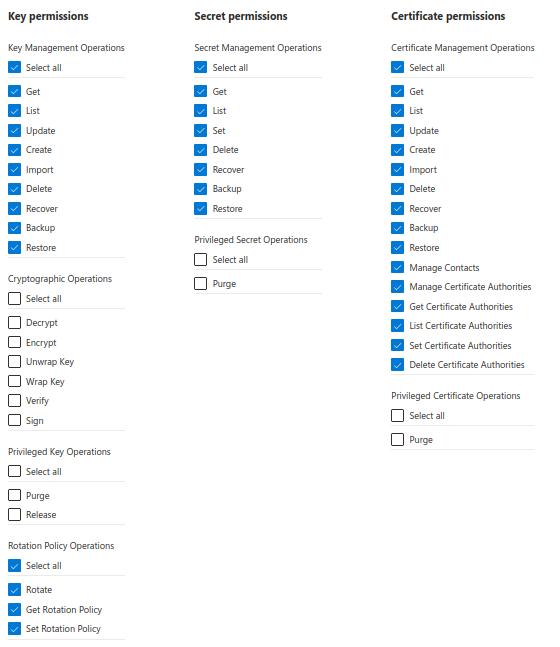 Key permissions
Key Management Operations
Select all
Get
List
Update
Create
Import
Delete
Recover
Backup
Restore
Cryptographic Operations
Select all
Decrypt
Encrypt
Unwrap Key
Wrap Key
Verify
Sign
Privileged Key Operations
Select all
Purge
Release
Rotation Policy Operations
Select all
Rotate
Get Rotation Policy
Set Rotation Policy
Secret permissions
Secret Management Operations
Select all
Get
List
Set
Delete
Recover
Backup
Restore
Privileged Secret Operations
Select all
Purge
Certificate permissions
Certificate Management Operations
Select all
Get
List
Update
Create
Import
Delete
Recover
Backup
Restore
Manage Contacts
Manage Certificate Authorities
Get Certificate Authorities
List Certificate Authorities
Set Certificate Authorities
Delete Certificate Authorities
Privileged Certificate Operations
Select all
Purge